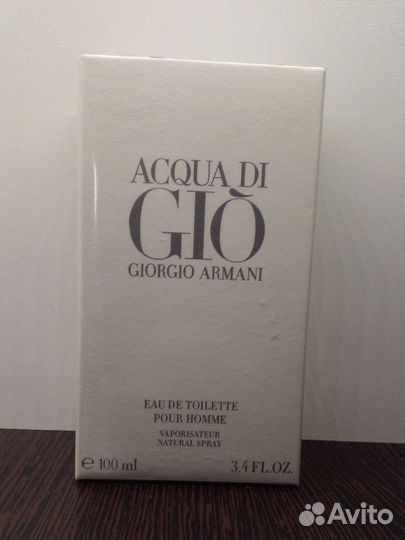 ACQUA DI
GIÒ
GIORGIO ARMANI
EAU DE TOILETTE
POUR HOMME
VAPORISATEUR
NATURAL SPRAY
e 100 ml 3.4 FL.OZ.
Avito